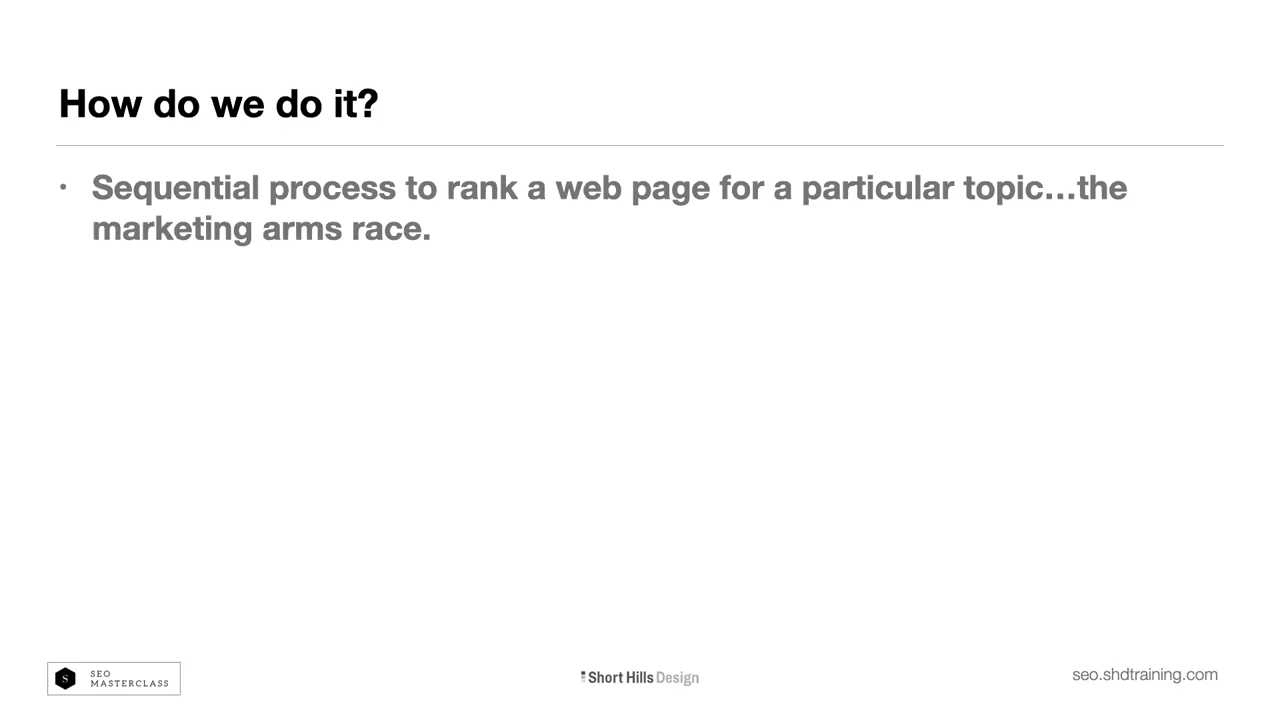 How do we do it?
• Sequential process to rank a web page for a particular topic…the
marketing arms race.
S
SEO
MASTERCLASS
Short Hills Design
seo.shdtraining.com